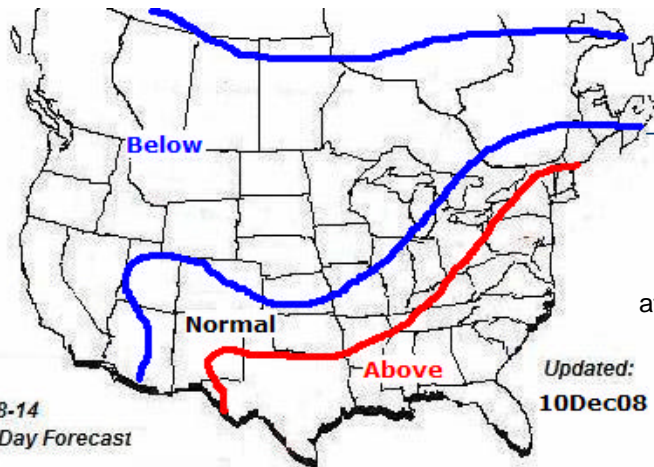 Below
Normal
a
Above
Updated:
10Dec08
8-14
Day Forecast